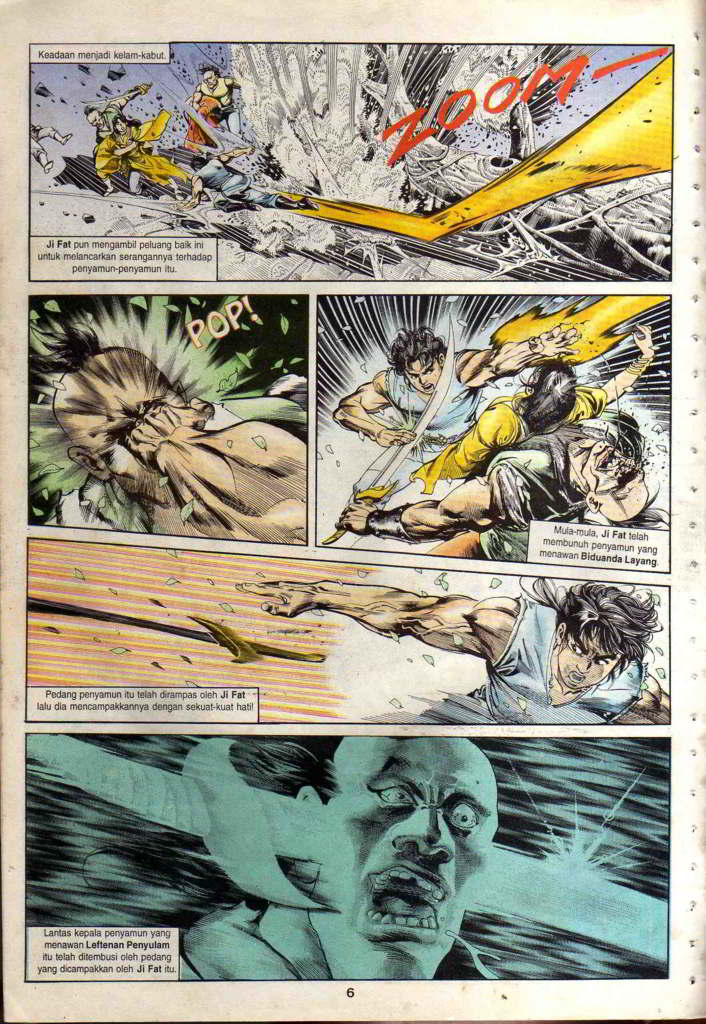 Keadaan menjadi kelam-kabut.
ZOOM
Ji Fat pun mengambil peluang baik ini
untuk melancarkan serangannya terhadap
penyamun-penyamun itu.
POP!
Mula-mula, Ji Fat telah
membunuh penyamun yang
menawan Biduanda Layang.
Pedang penyamun itu telah dirampas oleh Ji Fat
lalu dia mencampakkannya dengan sekuat-kuat hati!
Lantas kepala penyamun yang
menawan Leftenan Penyulam
itu telah ditembusi oleh pedang
yang dicampakkan oleh Ji Fat itu.
6